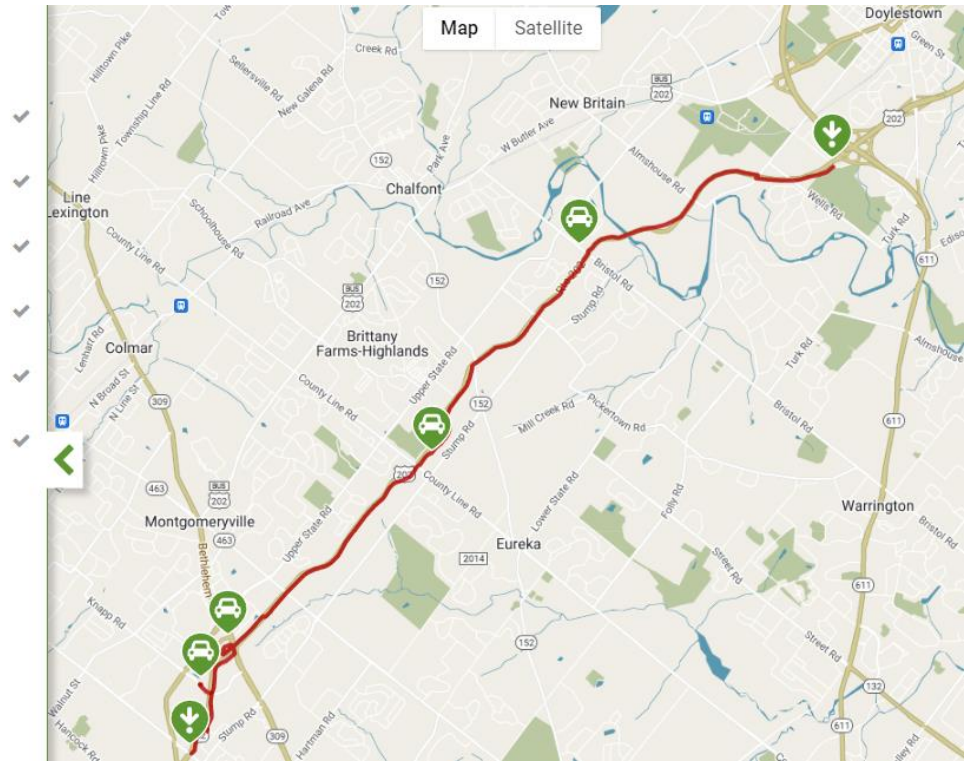 Map
Satellite
Doylestown
Green St
Hilltown Pike
Creek Rd
Township Line Rd
Sellersville Rd
New Galena Rd
BUS
202
New Britain
202
Hilltown Pike
W Butler Ave
Park Ave
152
Almshouse Rd
Chalfont
Line
Lexington
Schoolhouse Rd
Railroad Ave
Wells Rd
Turk Rd
County Line Rd
611
Bristol Rd
152
Stump Rd
BUS
202
Brittany
Farms-Highlands
Turk Rd
Almshouse
Lenhart Rd
Colmar
N Broad St
N Line St
Upper State Rd
County Line Rd
309
152
Mill Creek Rd
Pickertown Rd
Bristol Rd
611
Stump Rd
463
BUS
202
County Line Rd
Lower State Rd
Folly Rd
Warrington
Montgomeryville
463
Upper State Rd
Bristol Rd
Eureka
2014
Street Rd
Bethlehem
611
Knapp Rd
152
Street Rd
Walnut St
132
Hancock Rd
Stump Rd
309
Hartman Rd
611